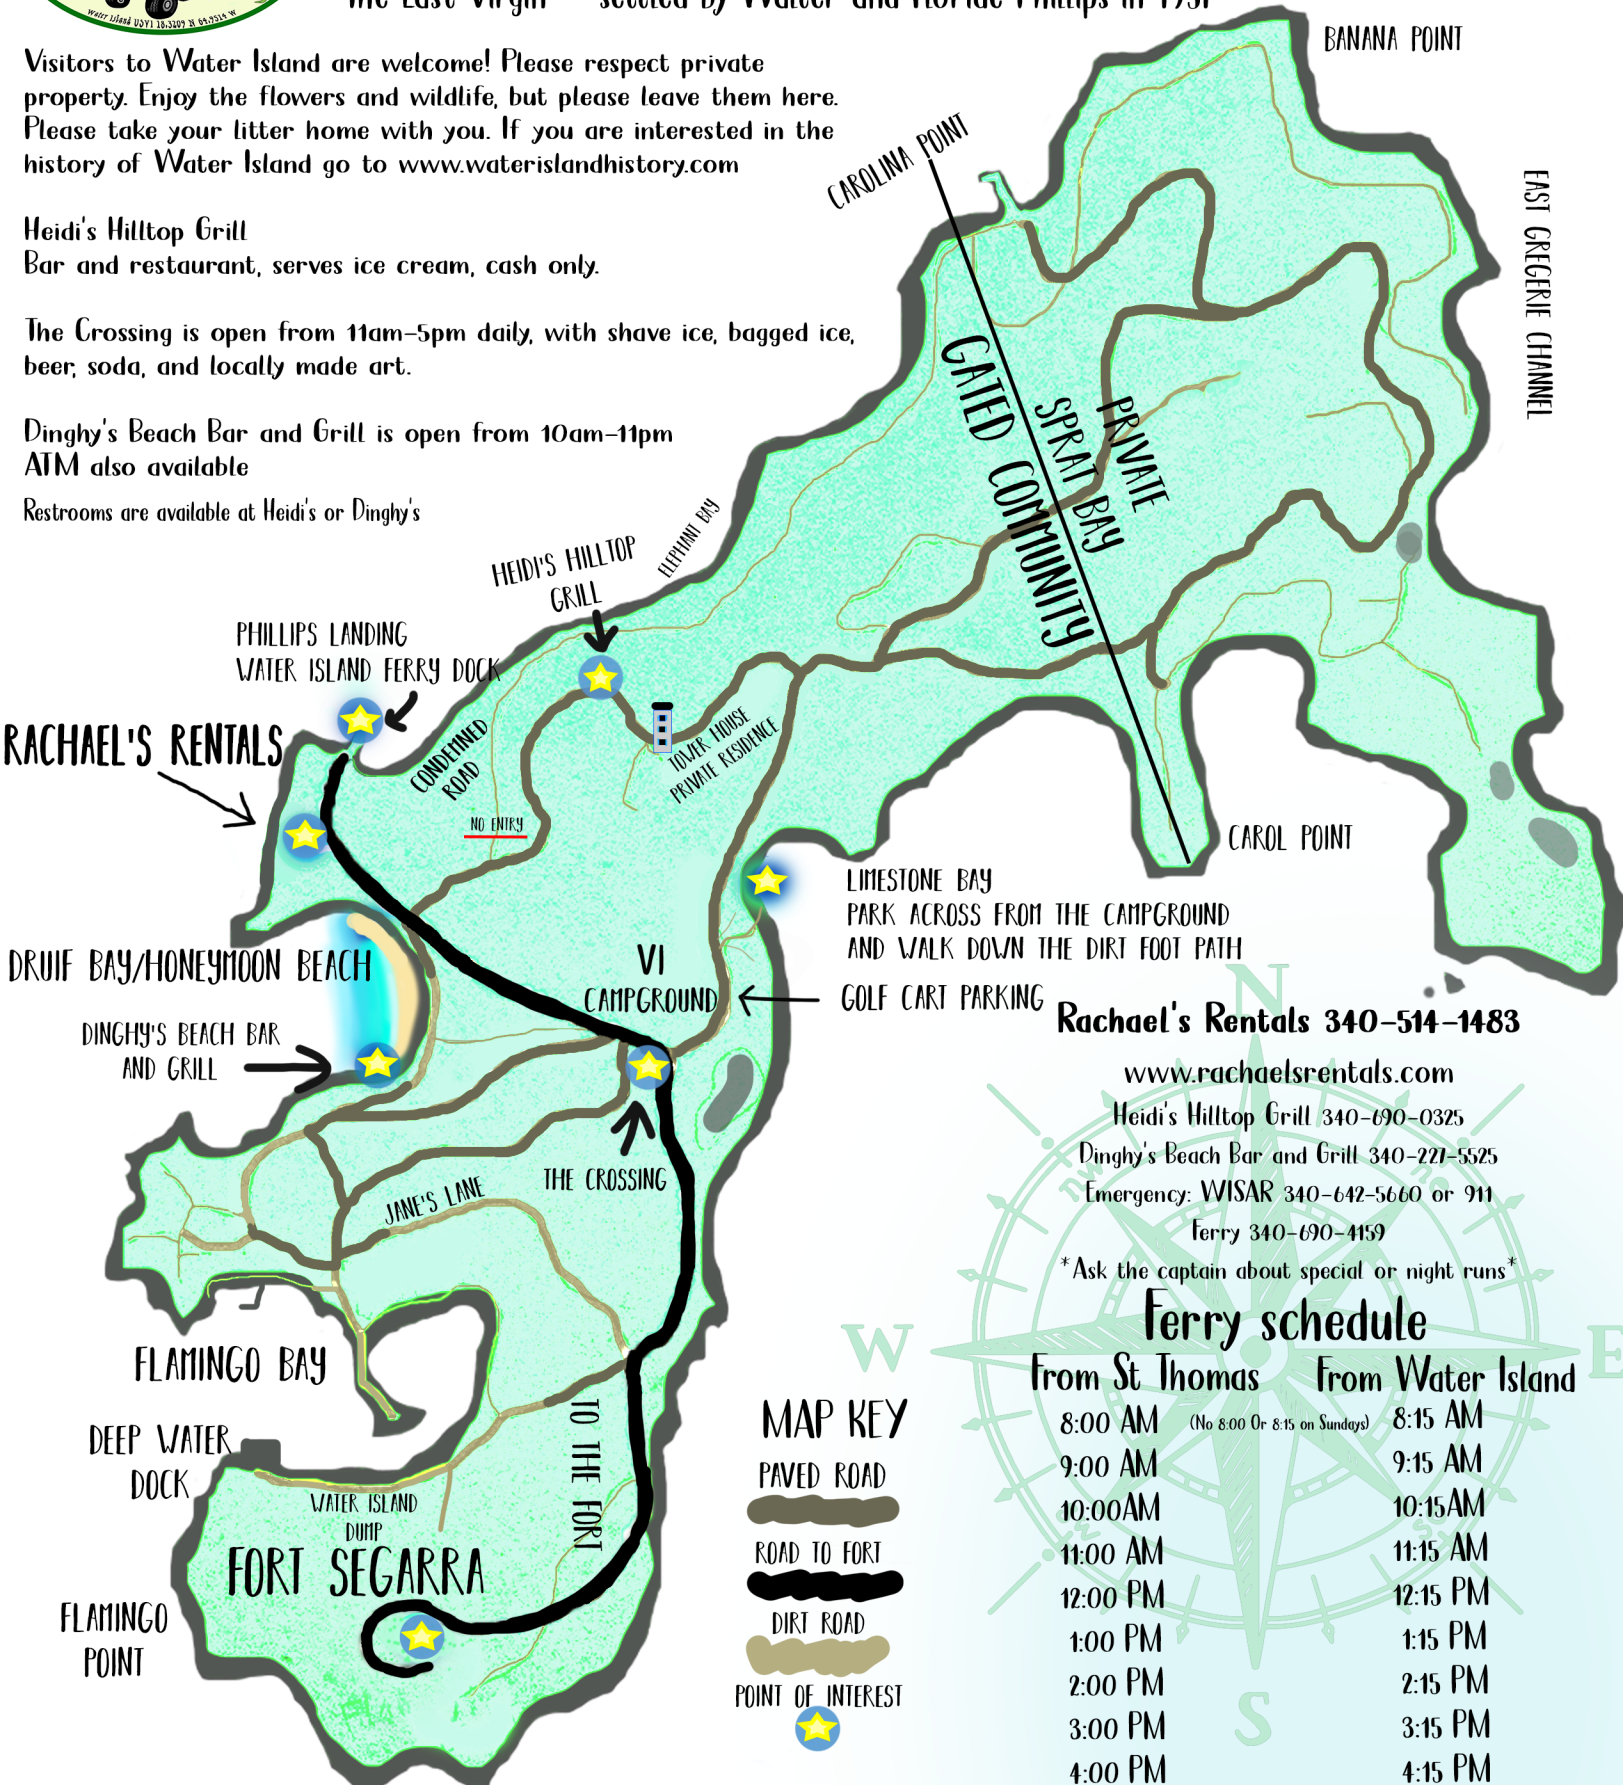 Water Island USVI 18.3209 N 64.9514 W
settled by Walter and Floride Phillips in
Visitors to Water Island are welcome! Please respect private
property. Enjoy the flowers and wildlife, but please leave them here.
Please take your litter home with you. If you are interested in the
history of Water Island go to www.waterislandhistory.com
Heidi's Hilltop Grill
Bar and restaurant, serves ice cream, cash only.
The Crossing is open from 11am-5pm daily, with shave ice, bagged ice,
beer, soda, and locally made art.
Dinghy's Beach Bar and Grill is open from 10am-11pm
ATM also available
Restrooms are available at Heidi's or Dinghy's
BANANA POINT
CAROLINA POINT
EAST GREGERIE CHANNEL
GATED COMMUNITY
PRIVATE
SPRAT BAY
ELEPHANT BAY
HEIDI'S HILLTOP
GRILL
PHILLIPS LANDING
WATER ISLAND FERRY DOCK
RACHAEL'S RENTALS
CONDEMNED
ROAD
NO ENTRY
TOWER HOUSE
PRIVATE RESIDENCE
CAROL POINT
LIMESTONE BAY
PARK ACROSS FROM THE CAMPGROUND
AND WALK DOWN THE DIRT FOOT PATH
DRUIF BAY/HONEYMOON BEACH
VI
CAMPGROUND
GOLF CART PARKING
DINGHY'S BEACH BAR
AND GRILL
THE CROSSING
JANE'S LANE
FLAMINGO BAY
DEEP WATER
DOCK
WATER ISLAND
DUMP
TO THE FORT
FORT SEGARRA
FLAMINGO
POINT
MAP KEY
PAVED ROAD
ROAD TO FORT
DIRT ROAD
POINT OF INTEREST
N
Rachael's Rentals 340-514-1483
www.rachaelsrentals.com
Heidi's Hilltop Grill 340-690-0325
Dinghy's Beach Bar and Grill 340-227-5525
Emergency: WISAR 340-642-5660 or 911
Ferry 340-690-4159
*Ask the captain about special or night runs*
W
E
S
Ferry schedule
From St Thomas From Water Island
8:00 AM (No 8:00 Or 8:15 on Sundays) 8:15 AM
9:00 AM 9:15 AM
10:00AM 10:15AM
11:00 AM 11:15 AM
12:00 PM 12:15 PM
1:00 PM 1:15 PM
2:00 PM 2:15 PM
3:00 PM 3:15 PM
4:00 PM 4:15 PM